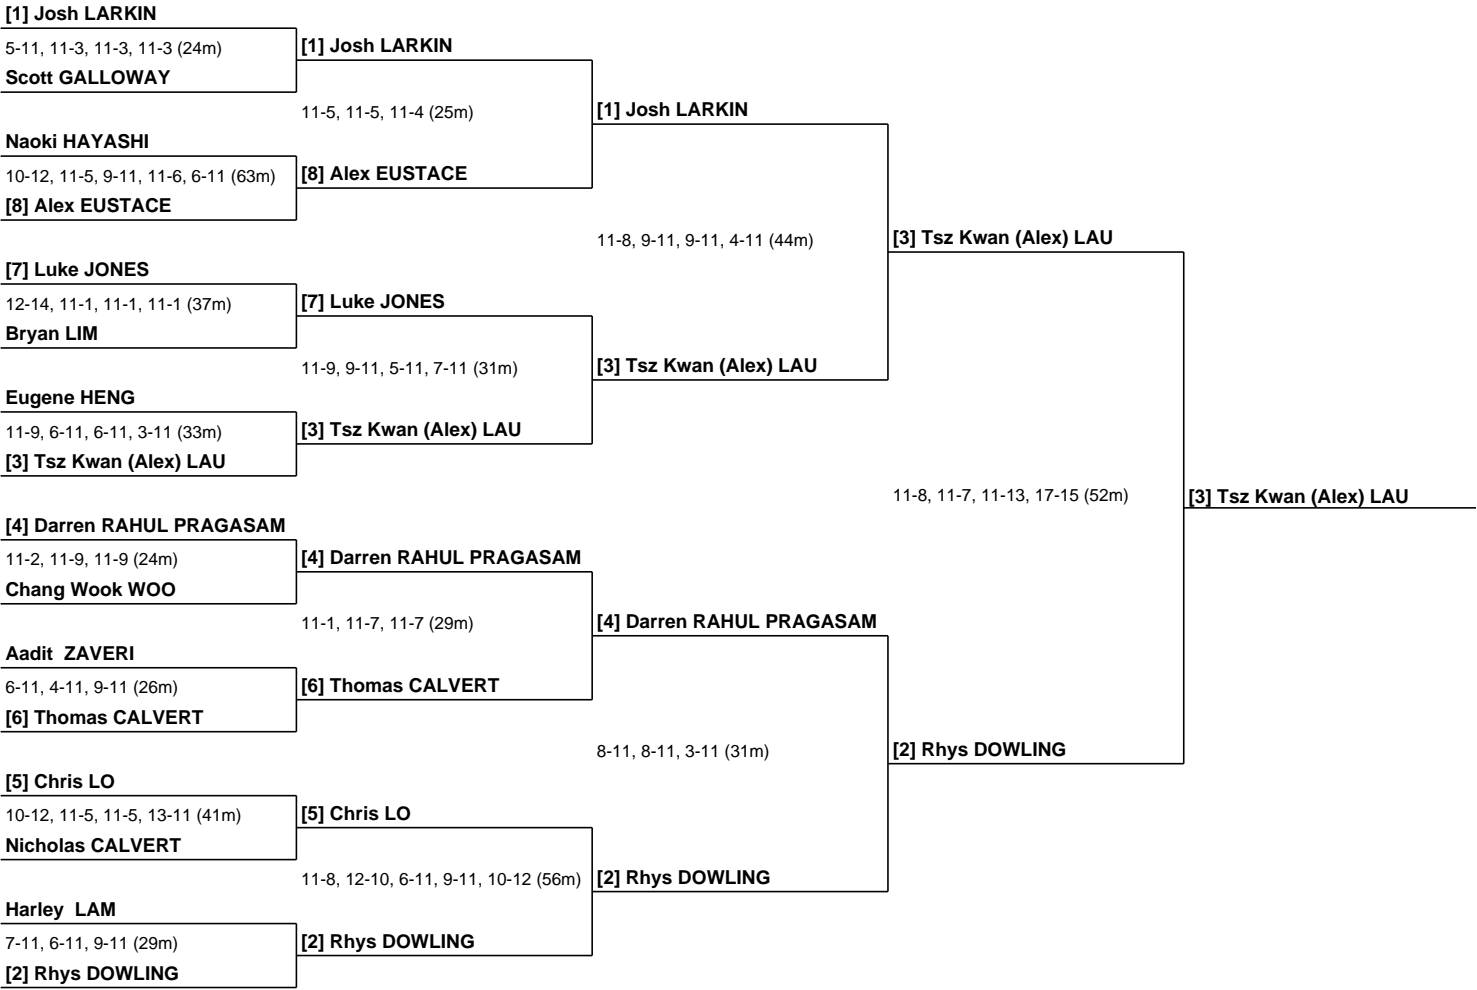 [1] Josh LARKIN
5-11, 11-3, 11-3, 11-3 (24m)
Scott GALLOWAY
Naoki HAYASHI
10-12, 11-5, 9-11, 11-6, 6-11 (63m)
[8] Alex EUSTACE
[7] Luke JONES
12-14, 11-1, 11-1, 11-1 (37m)
Bryan LIM
Eugene HENG
11-9, 6-11, 6-11, 3-11 (33m)
[3] Tsz Kwan (Alex) LAU
[4] Darren RAHUL PRAGASAM
11-2, 11-9, 11-9 (24m)
Chang Wook WOO
Aadit  ZAVERI
6-11, 4-11, 9-11 (26m)
[6] Thomas CALVERT
[5] Chris LO
10-12, 11-5, 11-5, 13-11 (41m)
Nicholas CALVERT
Harley  LAM
7-11, 6-11, 9-11 (29m)
[2] Rhys DOWLING
[1] Josh LARKIN
11-5, 11-5, 11-4 (25m)
[8] Alex EUSTACE
[7] Luke JONES
11-9, 9-11, 5-11, 7-11 (31m)
[3] Tsz Kwan (Alex) LAU
[4] Darren RAHUL PRAGASAM
11-1, 11-7, 11-7 (29m)
[6] Thomas CALVERT
[5] Chris LO
11-8, 12-10, 6-11, 9-11, 10-12 (56m)
[2] Rhys DOWLING
[1] Josh LARKIN
11-8, 9-11, 9-11, 4-11 (44m)
[3] Tsz Kwan (Alex) LAU
[4] Darren RAHUL PRAGASAM
8-11, 8-11, 3-11 (31m)
[2] Rhys DOWLING
[3] Tsz Kwan (Alex) LAU
11-8, 11-7, 11-13, 17-15 (52m)
[2] Rhys DOWLING
[3] Tsz Kwan (Alex) LAU